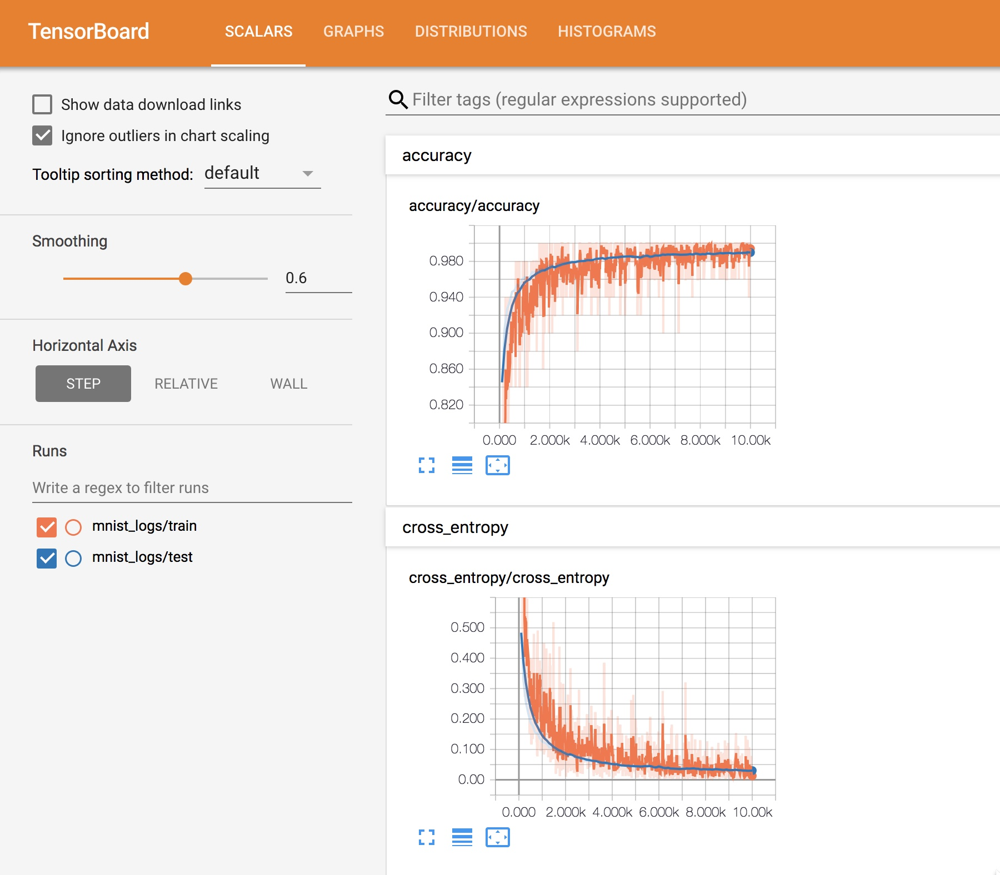 TensorBoard SCALARS GRAPHS DISTRIBUTIONS HISTOGRAMS
Show data download links
Ignore outliers in chart scaling
Tooltip sorting method: default
Smoothing
0.6
Horizontal Axis
STEP RELATIVE WALL
Runs
Write a regex to filter runs
mnist_logs/train
mnist_logs/test
Filter tags (regular expressions supported)
accuracy
accuracy/accuracy
0.980
0.940
0.900
0.860
0.820
0.000 2.000k 4.000k 6.000k 8.000k 10.00k
cross_entropy
cross_entropy/cross_entropy
0.500
0.400
0.300
0.200
0.100
0.00
0.000 2.000k 4.000k 6.000k 8.000k 10.00k